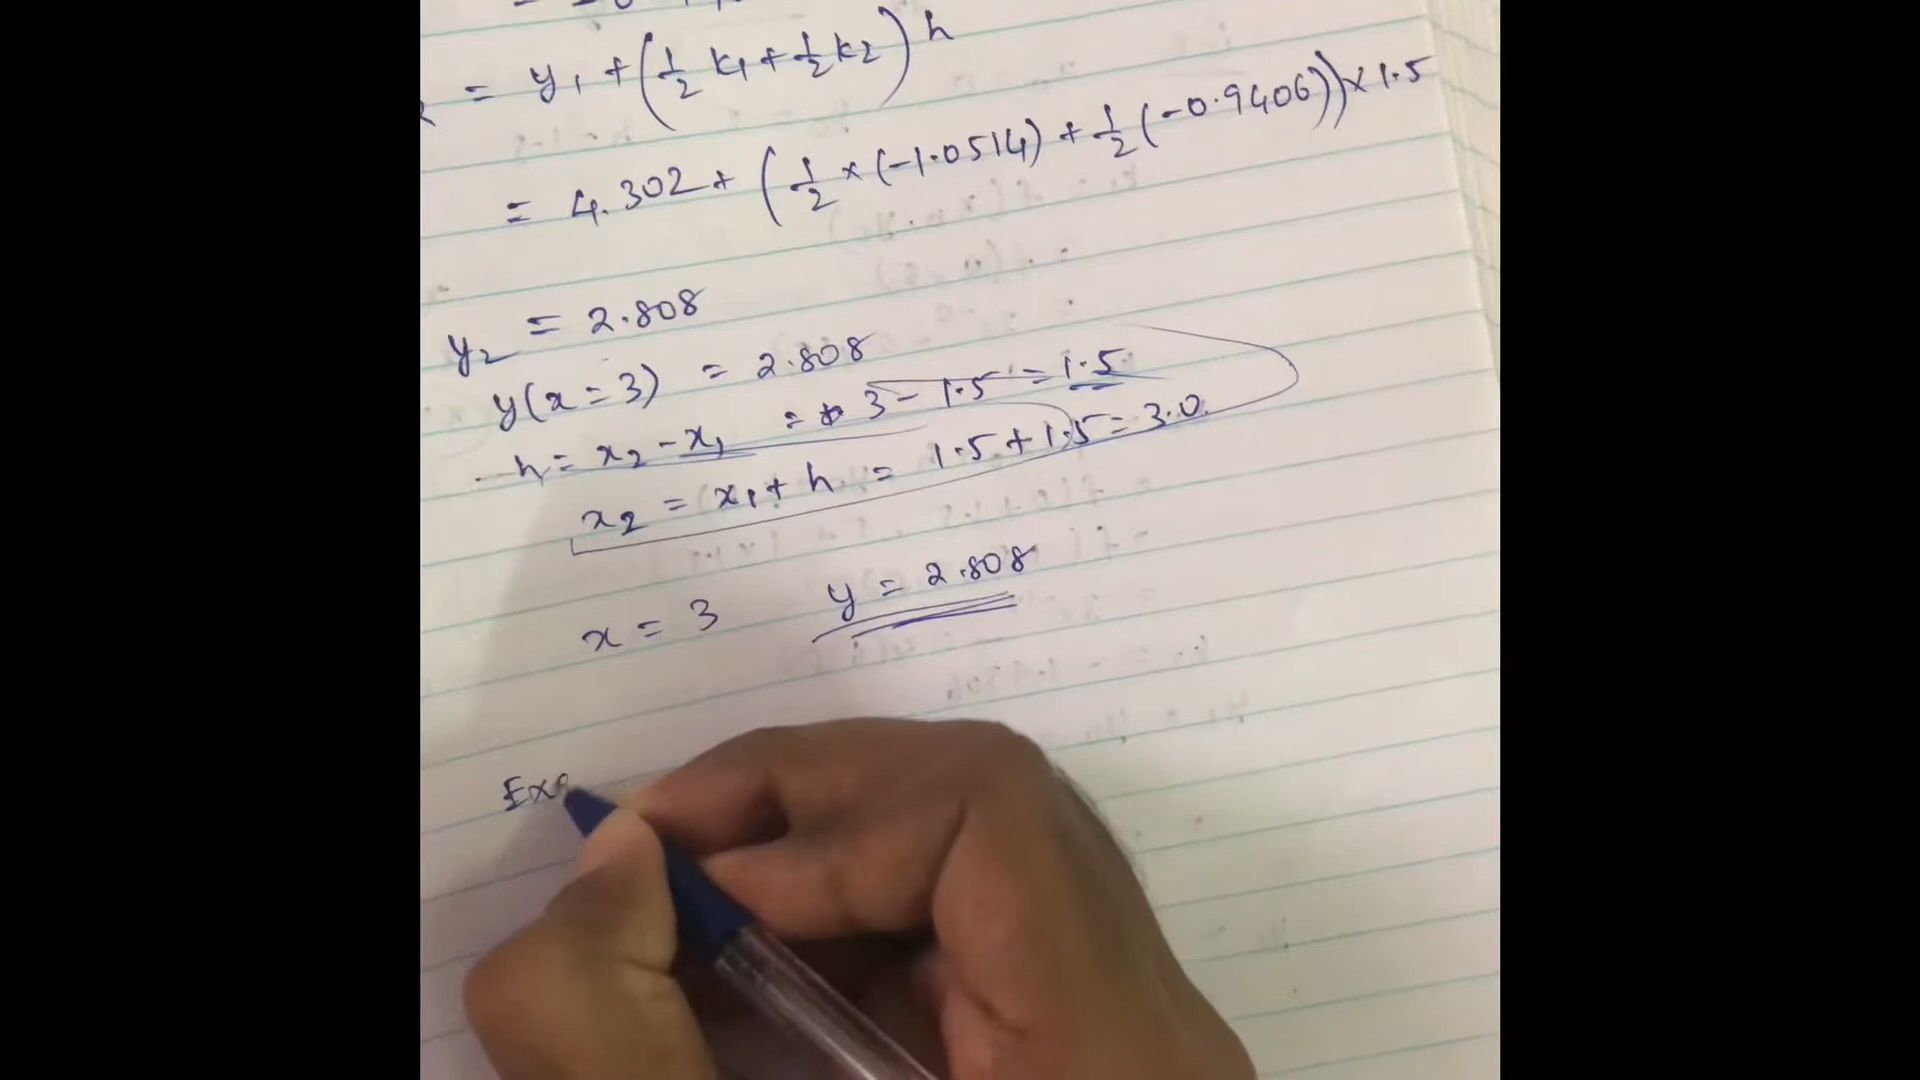 = y₁ + (1/2 k₁ + 1/2 k₂) h
= 4.302 + (1/2 × (-1.0514) + 1/2 (-0.9406)) × 1.5
y₂ = 2.808
y(x = 3) = 2.808
h = x₂ - x₁ = 3 - 1.5 = 1.5
x₂ = x₁ + h = 1.5 + 1.5 = 3.0
x = 3 y = 2.808